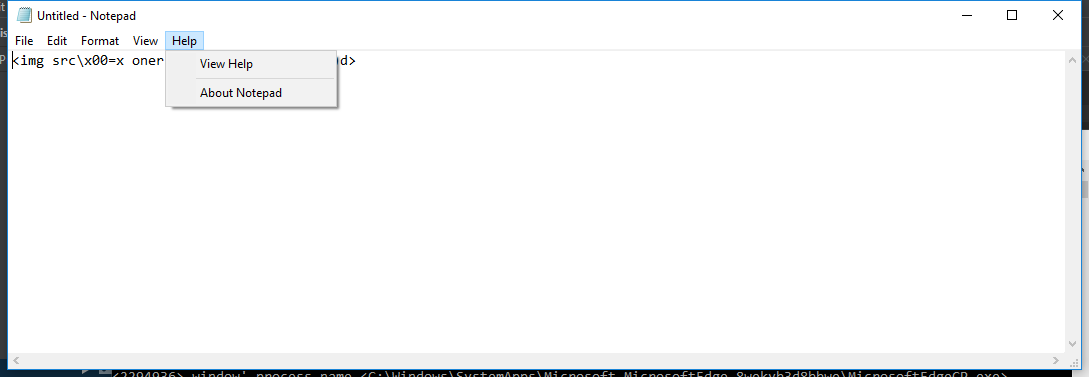 Untitled - Notepad
File Edit Format View Help
<img src\x00=x oner d>
View Help
About Notepad
<2294936> window' process name <C:\Windows\SystemApps\Microsoft.MicrosoftEdge_8wekyb3d8bbwe\MicrosoftEdgeCP.exe>